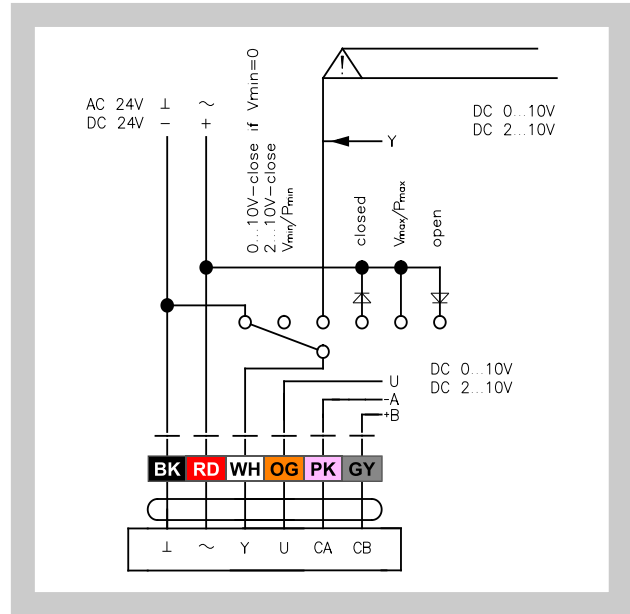 !
AC 24V ⊥ ~
DC 24V − +
0...10V−close if Vmin=0
2...10V−close
Vmin/Pmin
DC 0...10V
DC 2...10V
Y
closed
Vmax/Pmax
open
DC 0...10V
DC 2...10V
U
-A
+B
BK RD WH OG PK GY
⊥ ~ Y U CA CB